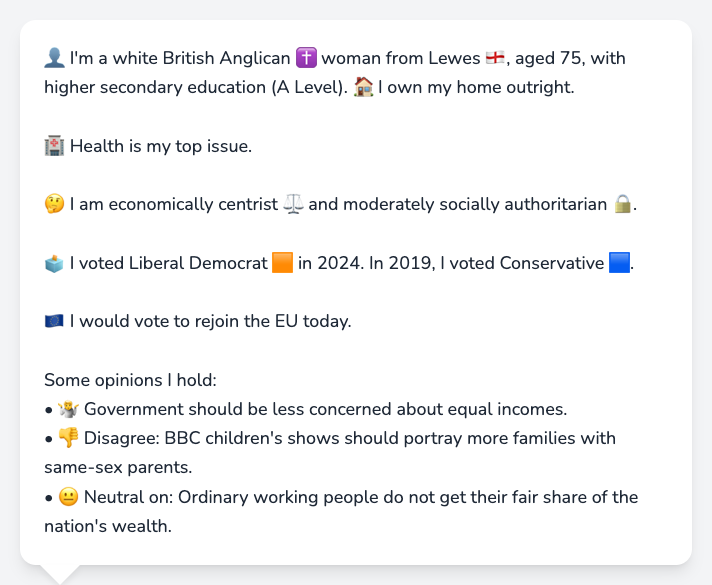 👤 I'm a white British Anglican ✝️ woman from Lewes 🏴󠁧󠁢󠁥󠁮󠁧󠁿, aged 75, with
higher secondary education (A Level). 🏠 I own my home outright.
🏥 Health is my top issue.
🤔 I am economically centrist ⚖️ and moderately socially authoritarian 🔒.
🗳️ I voted Liberal Democrat 🟧 in 2024. In 2019, I voted Conservative 🟦.
🇪🇺 I would vote to rejoin the EU today.
Some opinions I hold:
• 🤷 Government should be less concerned about equal incomes.
• 👎 Disagree: BBC children's shows should portray more families with
same-sex parents.
• 😐 Neutral on: Ordinary working people do not get their fair share of the
nation's wealth.